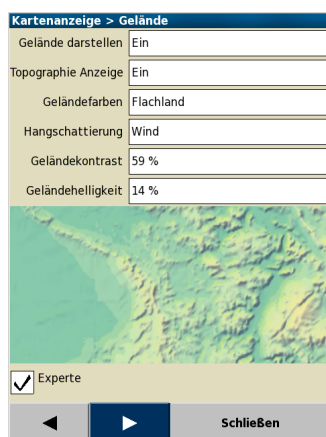 Kartenanzeige > Gelände
Gelände darstellen Ein
Topographie Anzeige Ein
Geländefarben Flachland
Hangschattierung Wind
Geländekontrast 59 %
Geländehelligkeit 14 %
Experte
Schließen